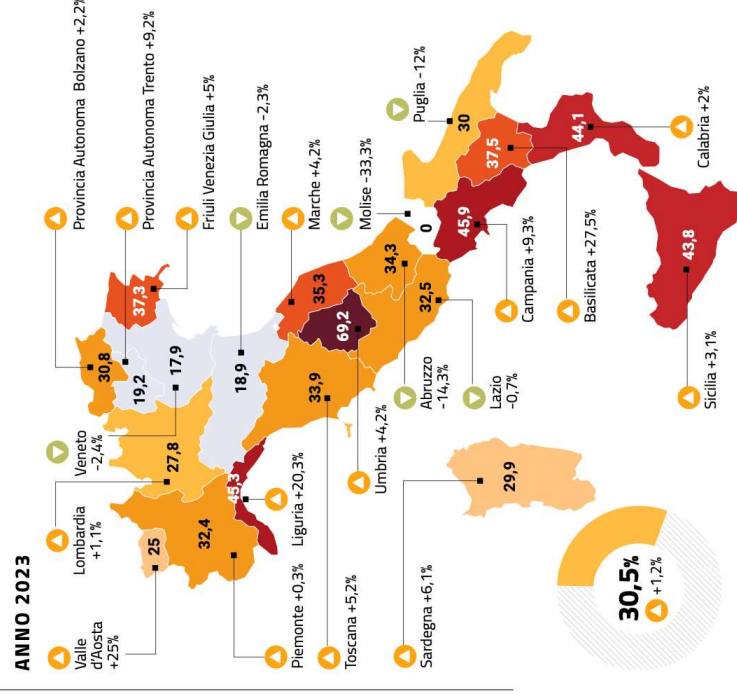 ANNO 2023
Valle
d'Aosta
+25%
Lombardia
+1,1%
Veneto
-2,4%
Provincia Autonoma Bolzano +2,2%
Provincia Autonoma Trento +9,2%
Friuli Venezia Giulia +5%
Emilia Romagna -2,3%
Marche +4,2%
Molise -33,3%
Puglia -12%
25
27,8
30,8
19,2
17,9
37,3
32,4
45,3
18,9
33,9
35,3
69,2
34,3
32,5
0
30
45,9
37,5
44,1
43,8
29,9
Piemonte +0,3%
Liguria +20,3%
Toscana +5,2%
Umbria +4,2%
Abruzzo
-14,3%
Lazio
-0,7%
Campania +9,3%
Basilicata +27,5%
Calabria +2%
Sardegna +6,1%
Sicilia +3,1%
30,5%
+1,2%